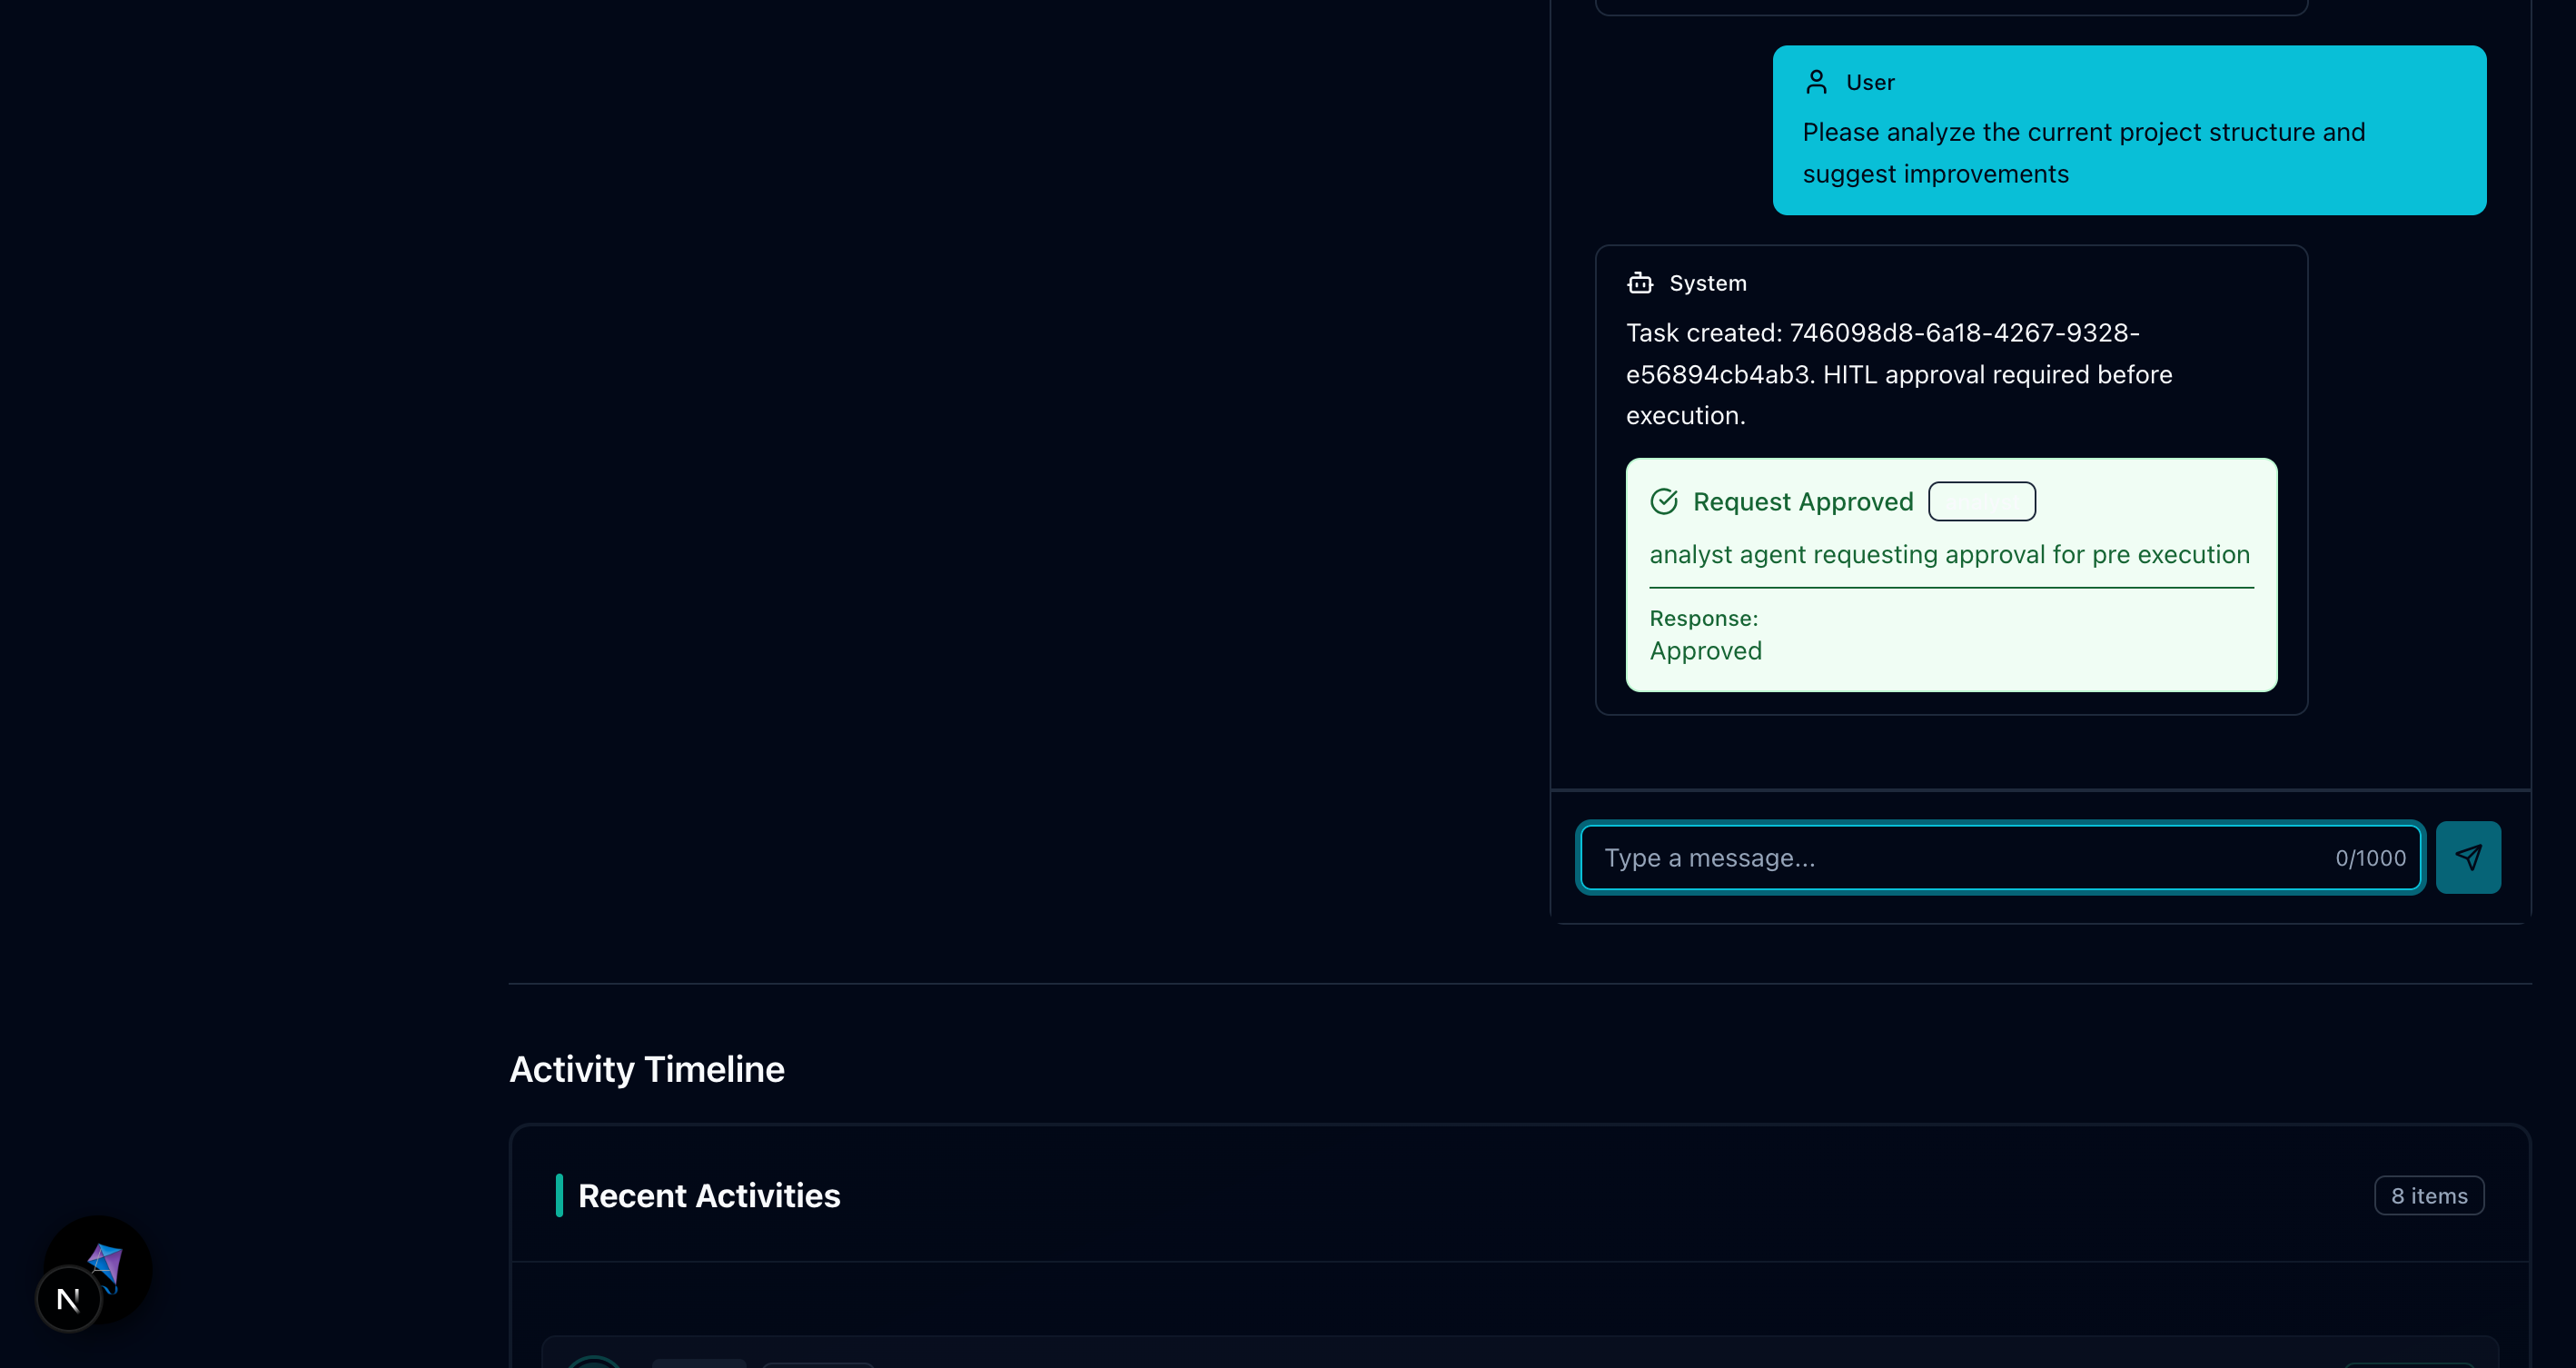 User
Please analyze the current project structure and
suggest improvements
System
Task created: 746098d8-6a18-4267-9328-
e56894cb4ab3. HITL approval required before
execution.
Request Approved
analyst agent requesting approval for pre execution
Response:
Approved
Type a message...
0/1000
Activity Timeline
Recent Activities
8 items
N